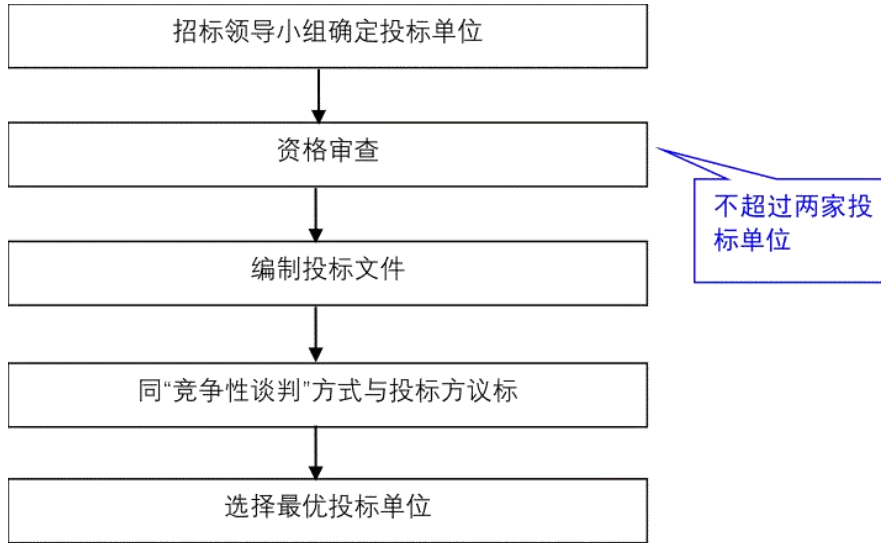 招标领导小组确定投标单位
资格审查
不超过两家投
标单位
编制投标文件
同“竞争性谈判”方式与投标方议标
选择最优投标单位